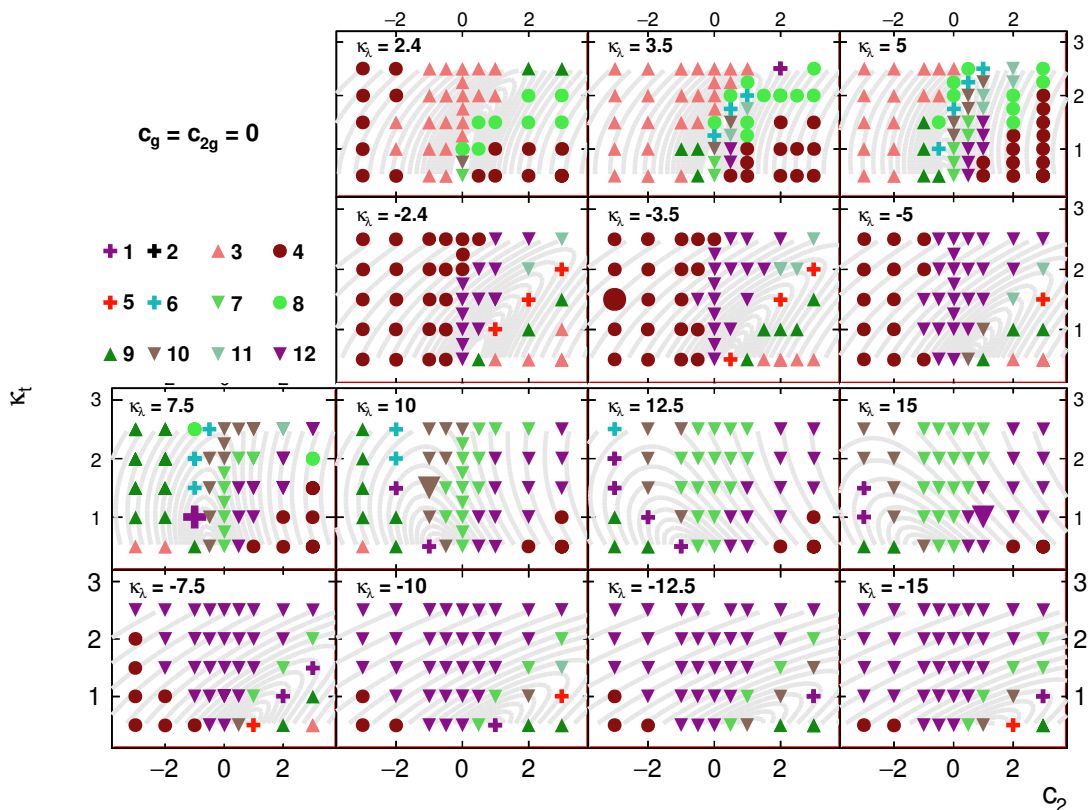 −2 0 2 −2 0 2 −2 0 2
κλ = 2.4 κλ = 3.5 κλ = 5 3
2
cg = c2g = 0
1
κλ = -2.4 κλ = -3.5 κλ = -5 3
1 2 3 4
2
5 6 7 8
1
9 10 11 12
κt
3 κλ = 7.5 κλ = 10 κλ = 12.5 κλ = 15 3
2 2
1 1
3 κλ = -7.5 κλ = -10 κλ = -12.5 κλ = -15 3
2 2
1 1
−2 0 2 −2 0 2 −2 0 2 −2 0 2
c2